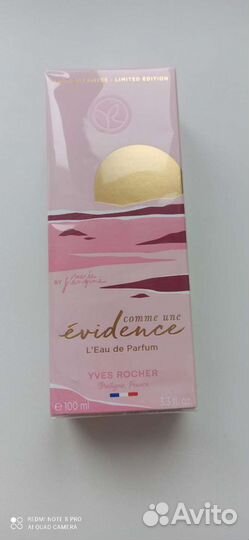 LIMITED EDITION
BY
comme une
évidence
L'Eau de Parfum
YVES ROCHER
France
e 100 ml
3.3 fl. oz.
REDMI NOTE 8 PRO
AI QUAD CAMERA
Avito